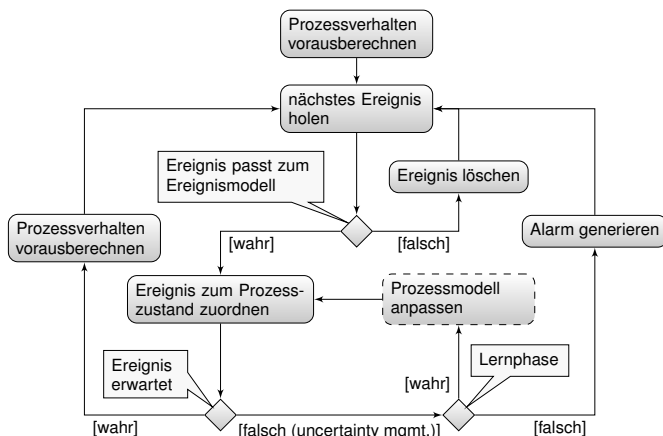 Prozessverhalten
vorausberechnen
nächstes Ereignis
holen
Ereignis passt zum
Ereignismodell
Ereignis löschen
Prozessverhalten
vorausberechnen
Alarm generieren
[wahr]
[falsch]
Ereignis zum Prozess-
zustand zuordnen
Prozessmodell
anpassen
Ereignis
erwartet
Lernphase
[wahr]
[wahr]
[falsch (uncertainty mgmt.)]
[falsch]